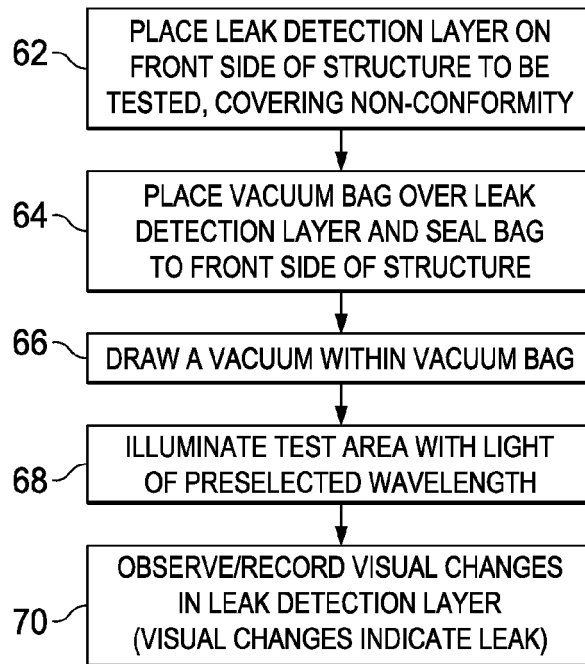 62
PLACE LEAK DETECTION LAYER ON
FRONT SIDE OF STRUCTURE TO BE
TESTED, COVERING NON-CONFORMITY
64
PLACE VACUUM BAG OVER LEAK
DETECTION LAYER AND SEAL BAG
TO FRONT SIDE OF STRUCTURE
66
DRAW A VACUUM WITHIN VACUUM BAG
68
ILLUMINATE TEST AREA WITH LIGHT
OF PRESELECTED WAVELENGTH
70
OBSERVE/RECORD VISUAL CHANGES
IN LEAK DETECTION LAYER
(VISUAL CHANGES INDICATE LEAK)